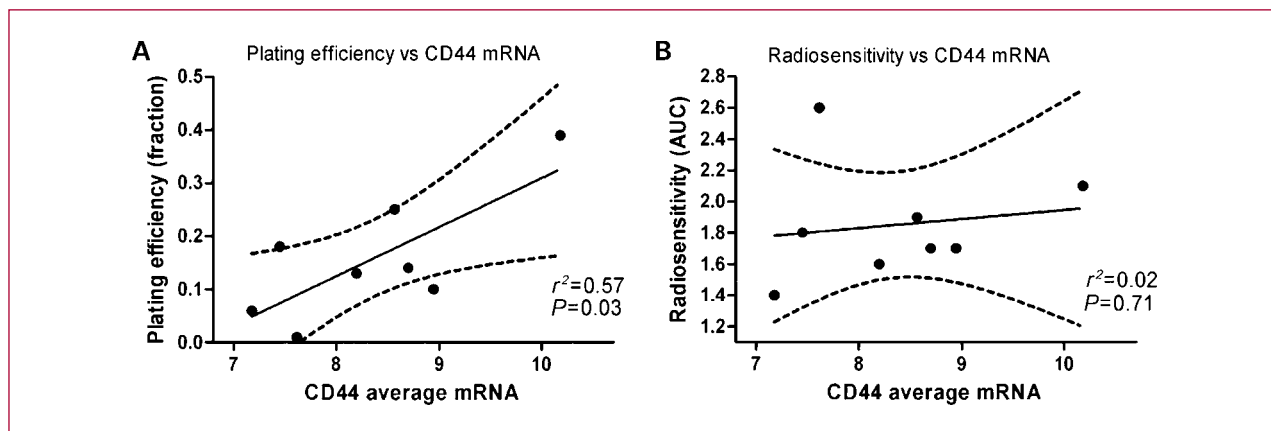 A
Plating efficiency vs CD44 mRNA
Plating efficiency (fraction)
0.5
0.4
0.3
0.2
0.1
0.0
r²=0.57
P=0.03
7 8 9 10
CD44 average mRNA
B
Radiosensitivity vs CD44 mRNA
Radiosensitivity (AUC)
2.8
2.6
2.4
2.2
2.0
1.8
1.6
1.4
1.2
r²=0.02
P=0.71
7 8 9 10
CD44 average mRNA